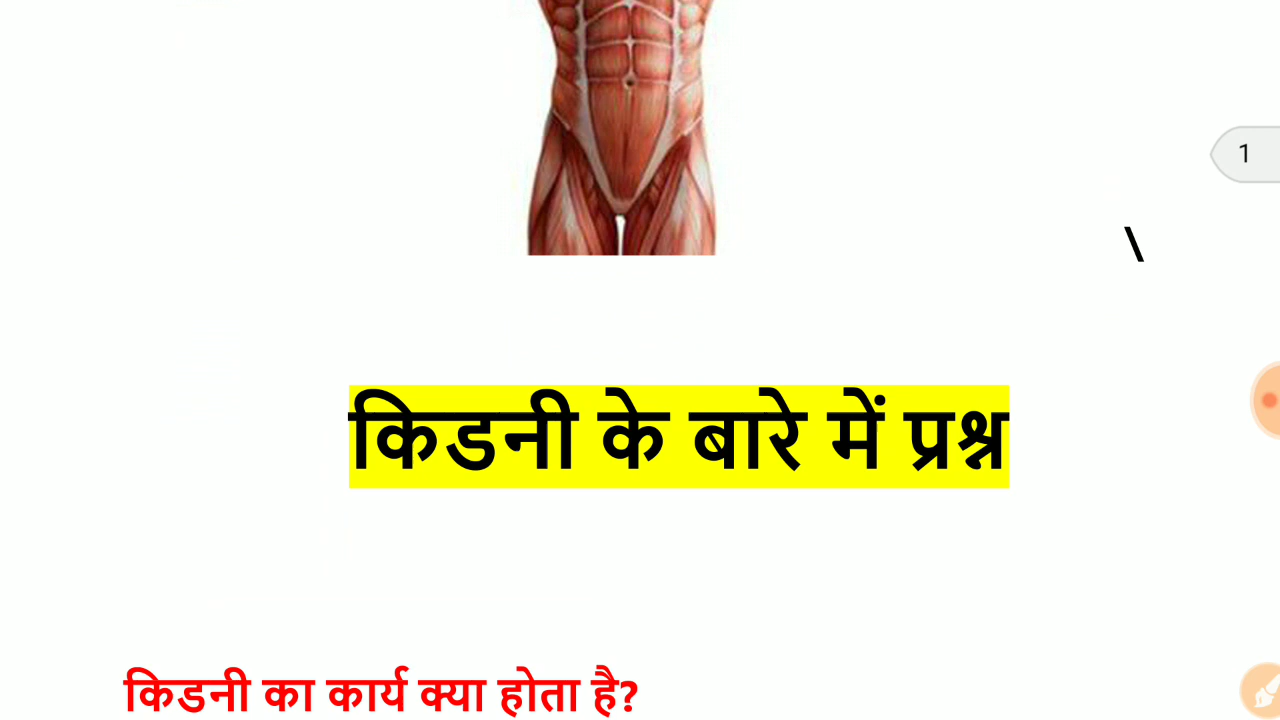 1
\
किडनी के बारे में प्रश्न
किडनी का कार्य क्या होता है?